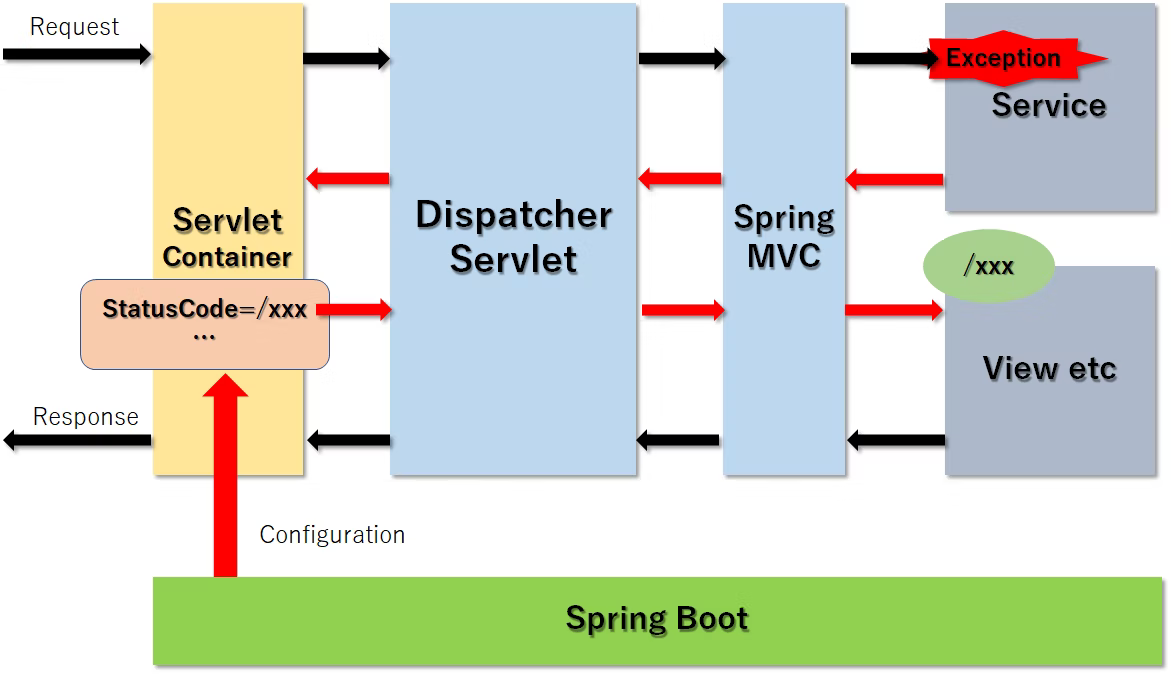 Request
Exception
Service
Servlet
Container
Dispatcher
Servlet
Spring
MVC
/xxx
StatusCode=/xxx
...
View etc
Response
Configuration
Spring Boot